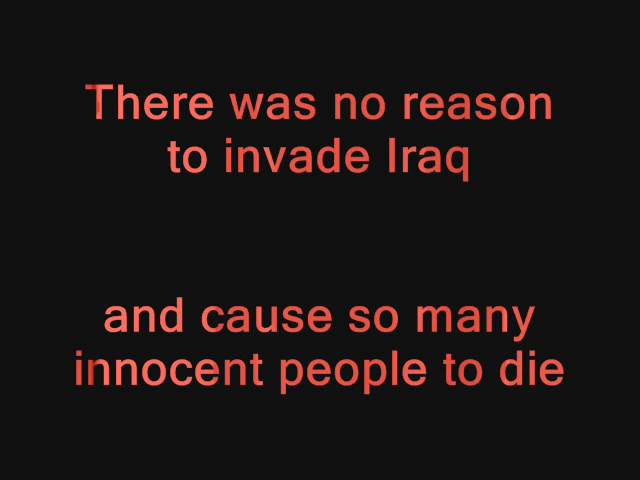 There was no reason
to invade Iraq
and cause so many
innocent people to die